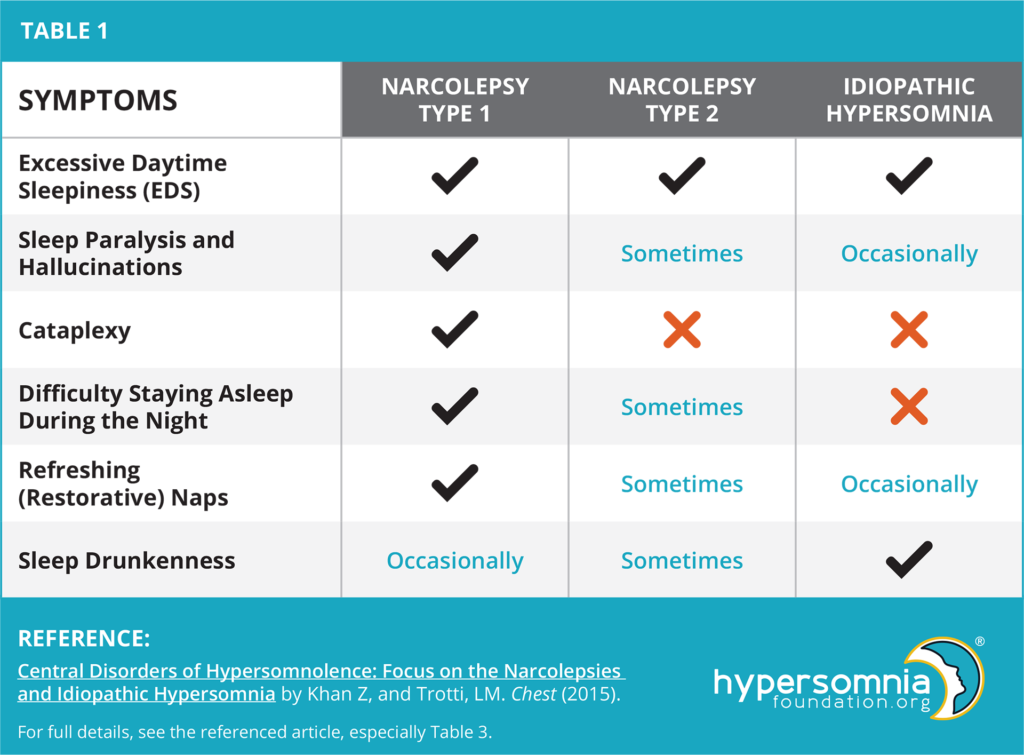 TABLE 1
SYMPTOMS
NARCOLEPSY
TYPE 1
NARCOLEPSY
TYPE 2
IDIOPATHIC
HYPERSOMNIA
Excessive Daytime
Sleepiness (EDS)
Sleep Paralysis and
Hallucinations
Sometimes
Occasionally
Cataplexy
Difficulty Staying Asleep
During the Night
Sometimes
Refreshing
(Restorative) Naps
Sometimes
Occasionally
Sleep Drunkenness
Occasionally
Sometimes
REFERENCE:
Central Disorders of Hypersomnolence: Focus on the Narcolepsies
and Idiopathic Hypersomnia by Khan Z, and Trotti, LM. Chest (2015).
For full details, see the referenced article, especially Table 3.
hypersomnia
foundation.org
®